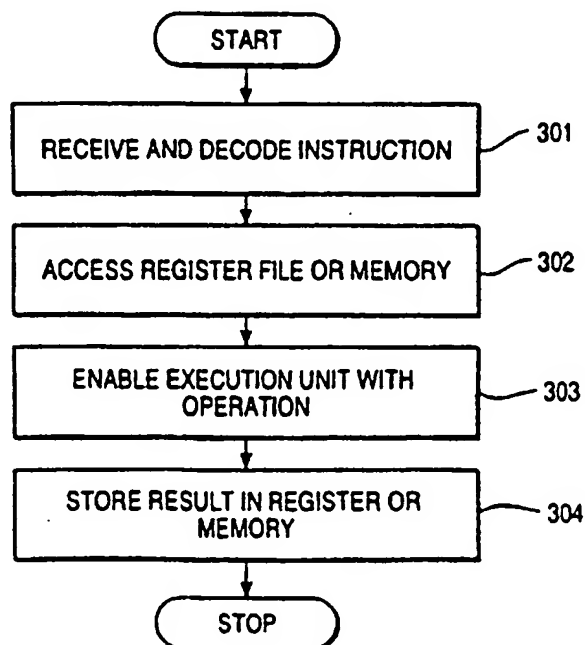 START
RECEIVE AND DECODE INSTRUCTION
301
ACCESS REGISTER FILE OR MEMORY
302
ENABLE EXECUTION UNIT WITH
OPERATION
303
STORE RESULT IN REGISTER OR
MEMORY
304
STOP